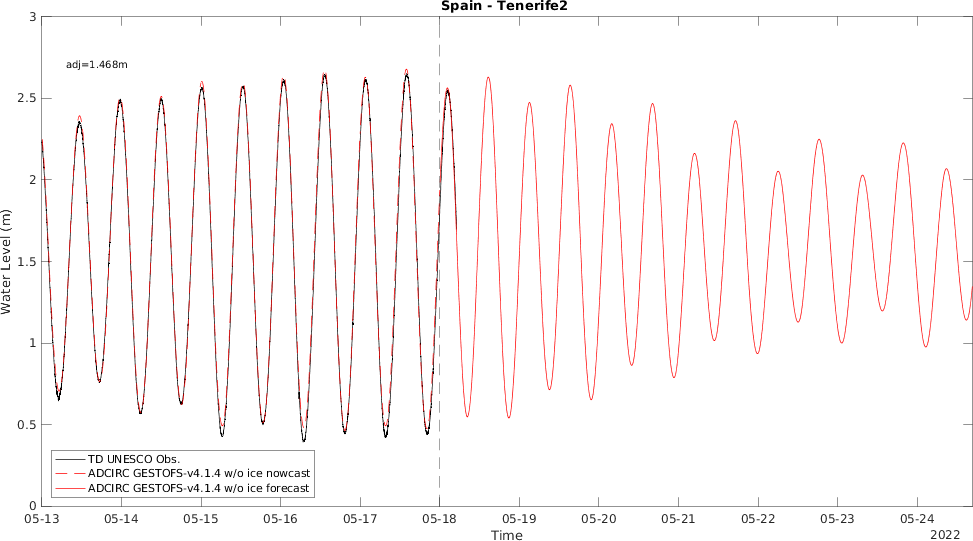 Spain - Tenerife2
3
adj=1.468m
2.5
2
1.5
1
0.5
0
Water Level (m)
TD UNESCO Obs.
ADCIRC GESTOFS-v4.1.4 w/o ice nowcast
ADCIRC GESTOFS-v4.1.4 w/o ice forecast
05-13 05-14 05-15 05-16 05-17 05-18 05-19 05-20 05-21 05-22 05-23 05-24
Time
2022